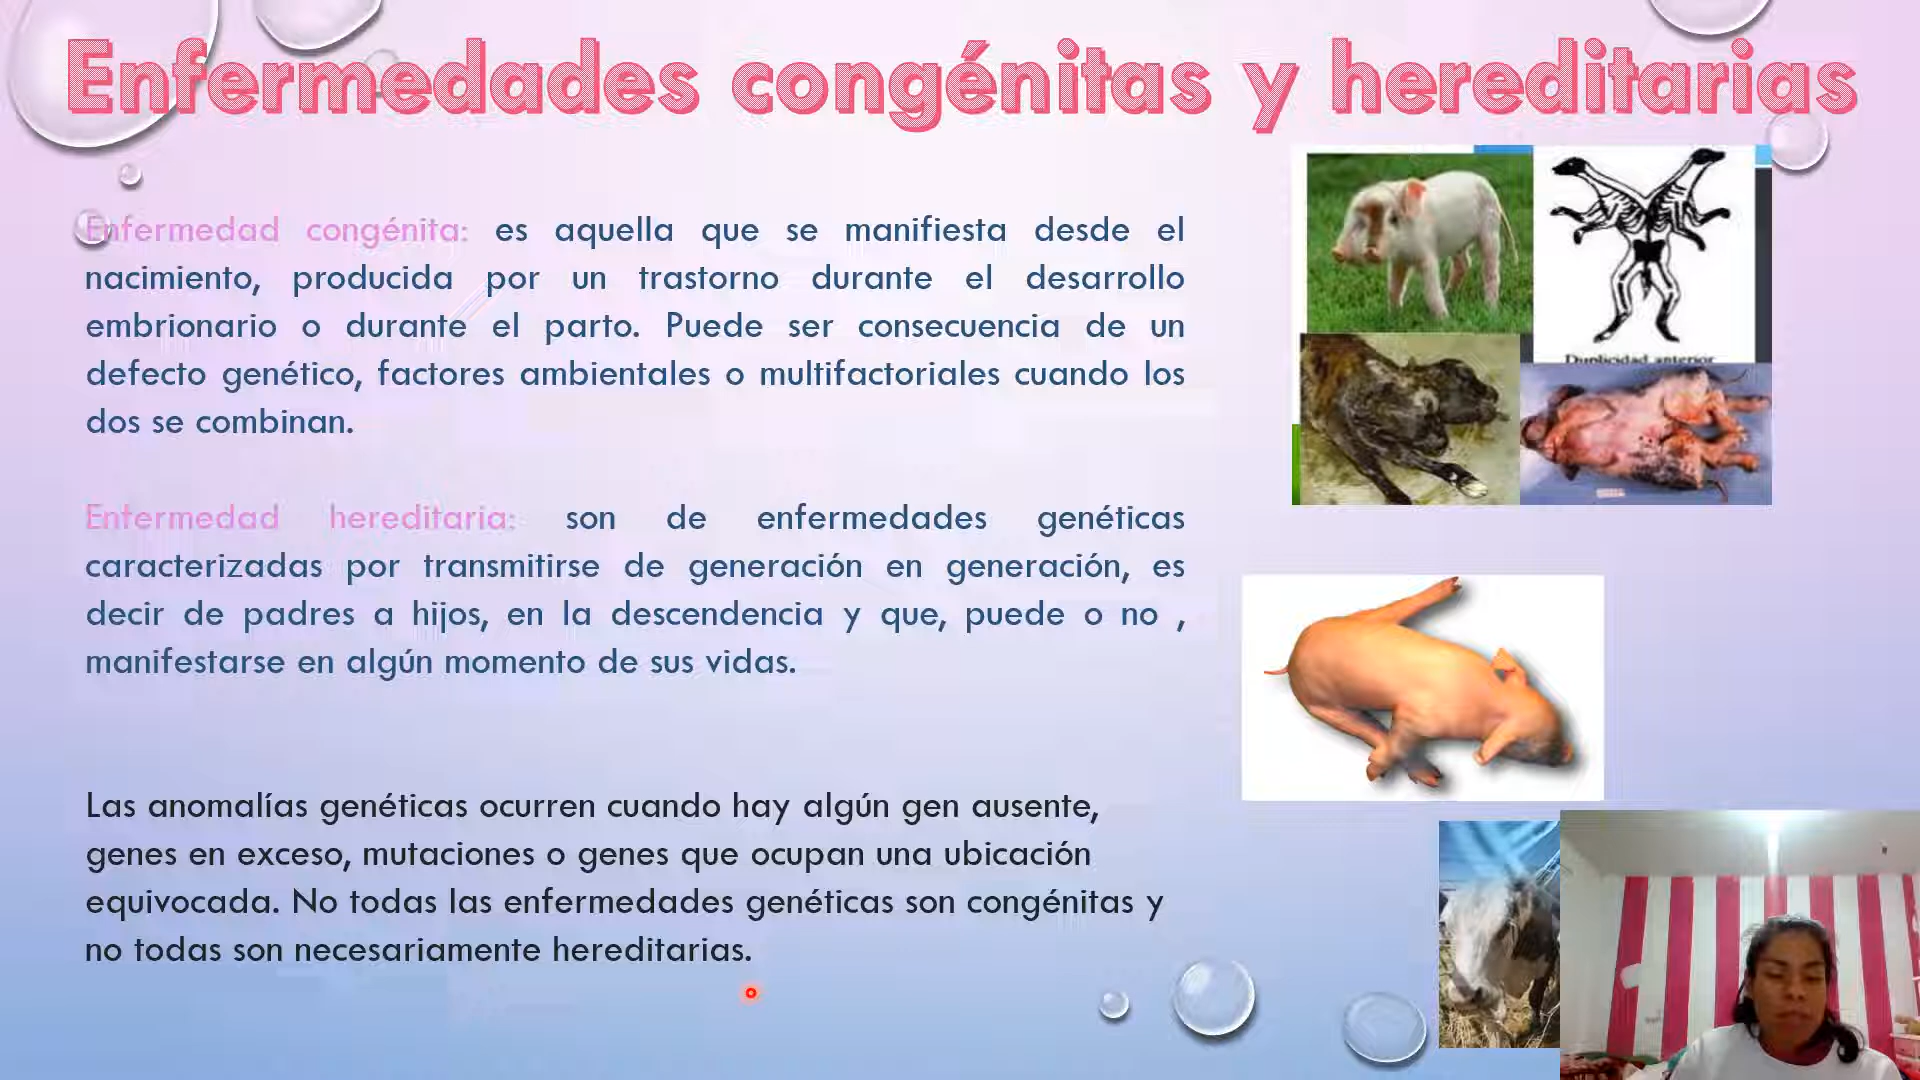 Enfermedades congénitas y hereditarias
Enfermedad congénita: es aquella que se manifiesta desde el
nacimiento, producida por un trastorno durante el desarrollo
embrionario o durante el parto. Puede ser consecuencia de un
defecto genético, factores ambientales o multifactoriales cuando los
dos se combinan.
Enfermedad hereditaria: son de enfermedades genéticas
caracterizadas por transmitirse de generación en generación, es
decir de padres a hijos, en la descendencia y que, puede o no ,
manifestarse en algún momento de sus vidas.
Las anomalías genéticas ocurren cuando hay algún gen ausente,
genes en exceso, mutaciones o genes que ocupan una ubicación
equivocada. No todas las enfermedades genéticas son congénitas y
no todas son necesariamente hereditarias.
Duplicidad anterior